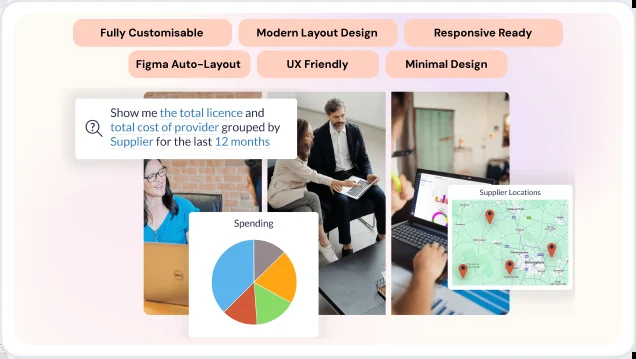 Fully Customisable
Modern Layout Design
Responsive Ready
Figma Auto-Layout
UX Friendly
Minimal Design
Show me the total licence and
total cost of provider grouped by
Supplier for the last 12 months
Supplier Locations
Spending